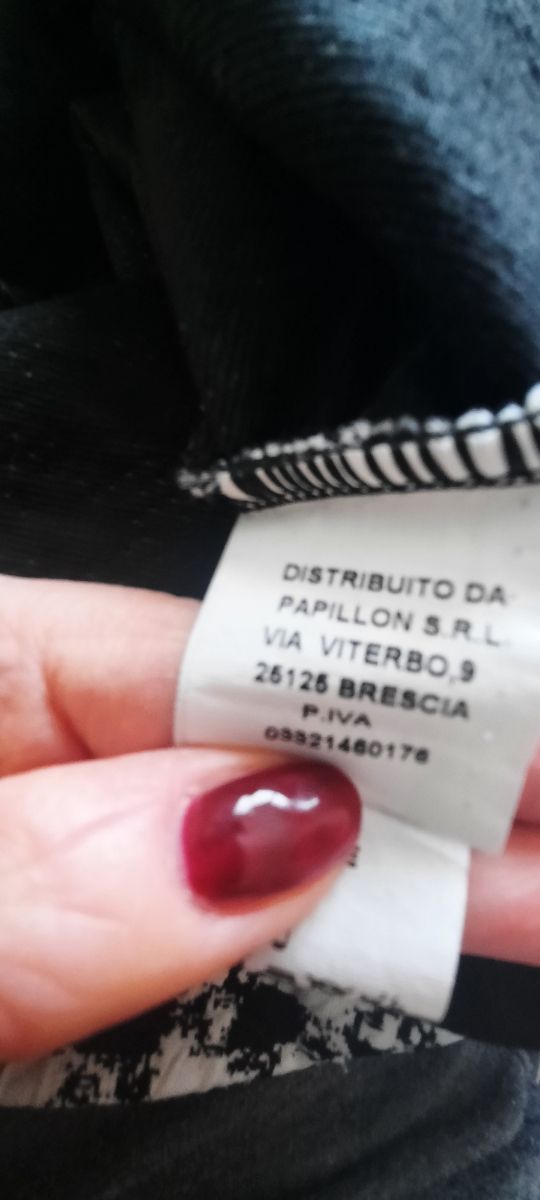 DISTRIBUITO DA
PAPILLON S.R.L.
VIA VITERBO,9
25125 BRESCIA
P.IVA
03321460176